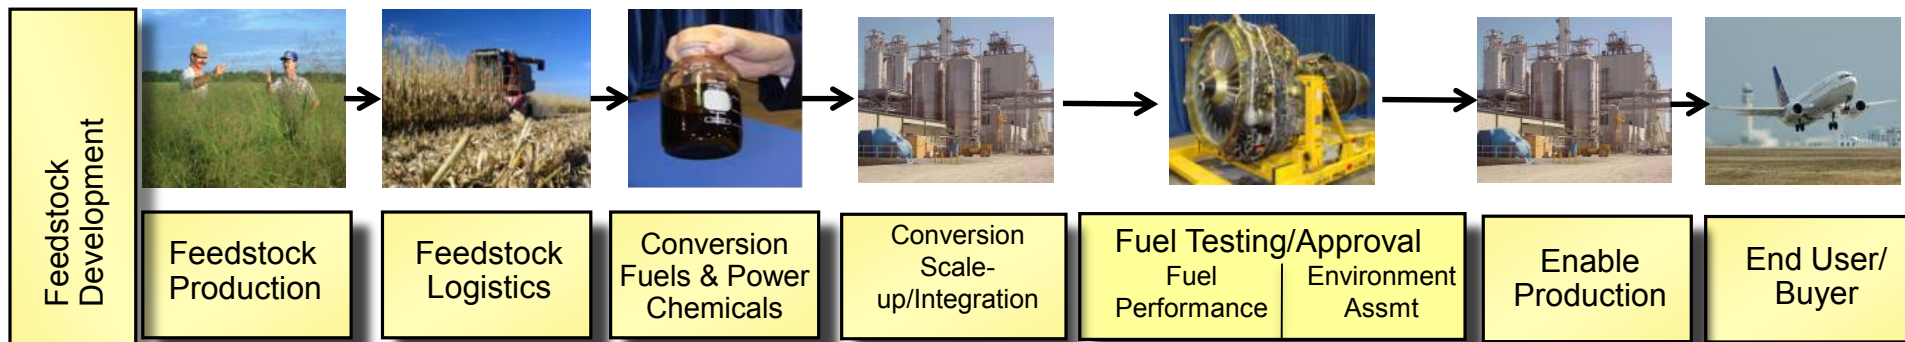 Feedstock
Development
Feedstock
Production
Feedstock
Logistics
Conversion
Fuels & Power
Chemicals
Conversion
Scale-
up/Integration
Fuel Testing/Approval
Fuel
Performance
Environment
Assmt
Enable
Production
End User/
Buyer